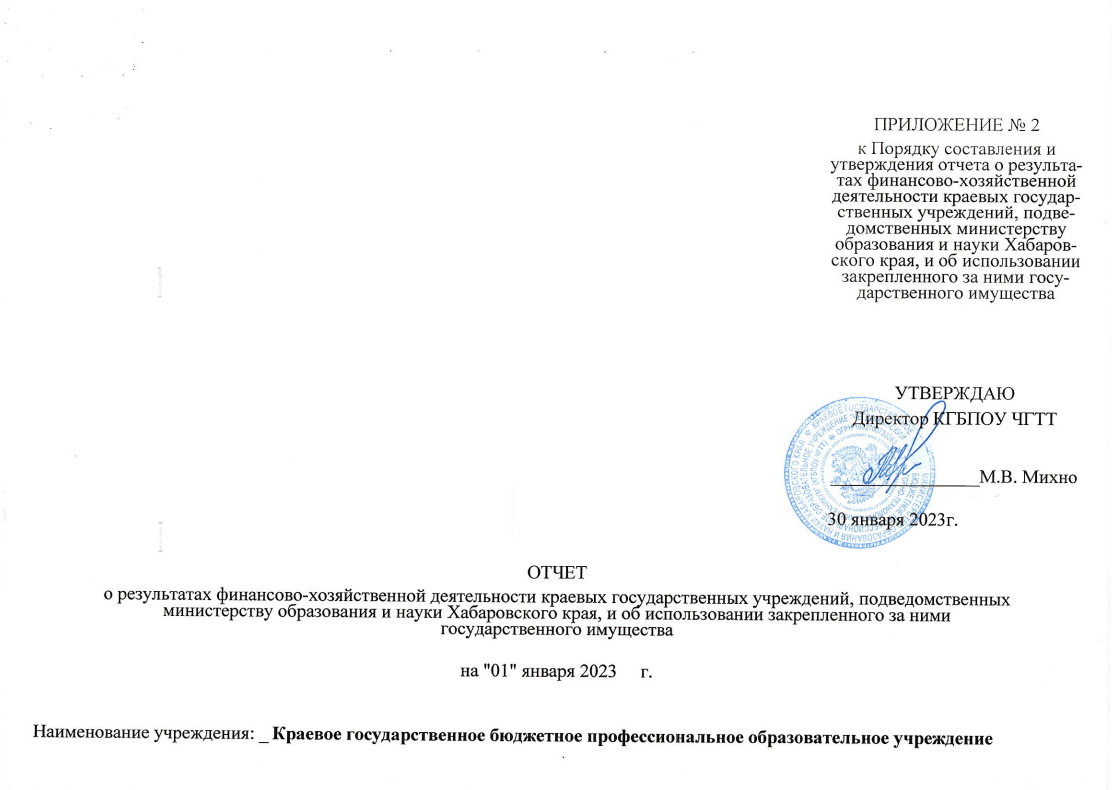 ПРИЛОЖЕНИЕ № 2
к Порядку составления и
утверждения отчета о результа-
тах финансово-хозяйственной
деятельности краевых государ-
ственных учреждений, подве-
домственных министерству
образования и науки Хабаров-
ского края, и об использовании
закрепленного за ними госу-
дарственного имущества
УТВЕРЖДАЮ
Директор КГБПОУ ЧГТТ
М.В. Михно
30 января 2023г.
ОТЧЕТ
о результатах финансово-хозяйственной деятельности краевых государственных учреждений, подведомственных
министерству образования и науки Хабаровского края, и об использовании закрепленного за ними
государственного имущества
на "01" января 2023 г.
Наименование учреждения: _ Краевое государственное бюджетное профессиональное образовательное учреждение